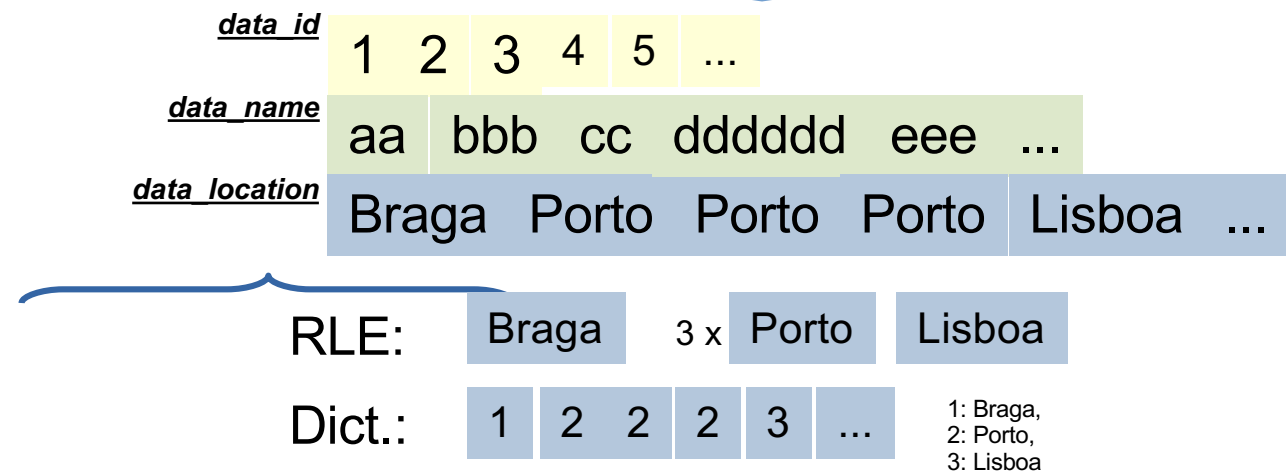 data_id 1 2 3 4 5 ...
data_name aa bbb cc dddddd eee ...
data_location Braga Porto Porto Porto Lisboa ...
RLE: Braga 3 x Porto Lisboa
Dict.: 1 2 2 2 3 ...
1: Braga,
2: Porto,
3: Lisboa